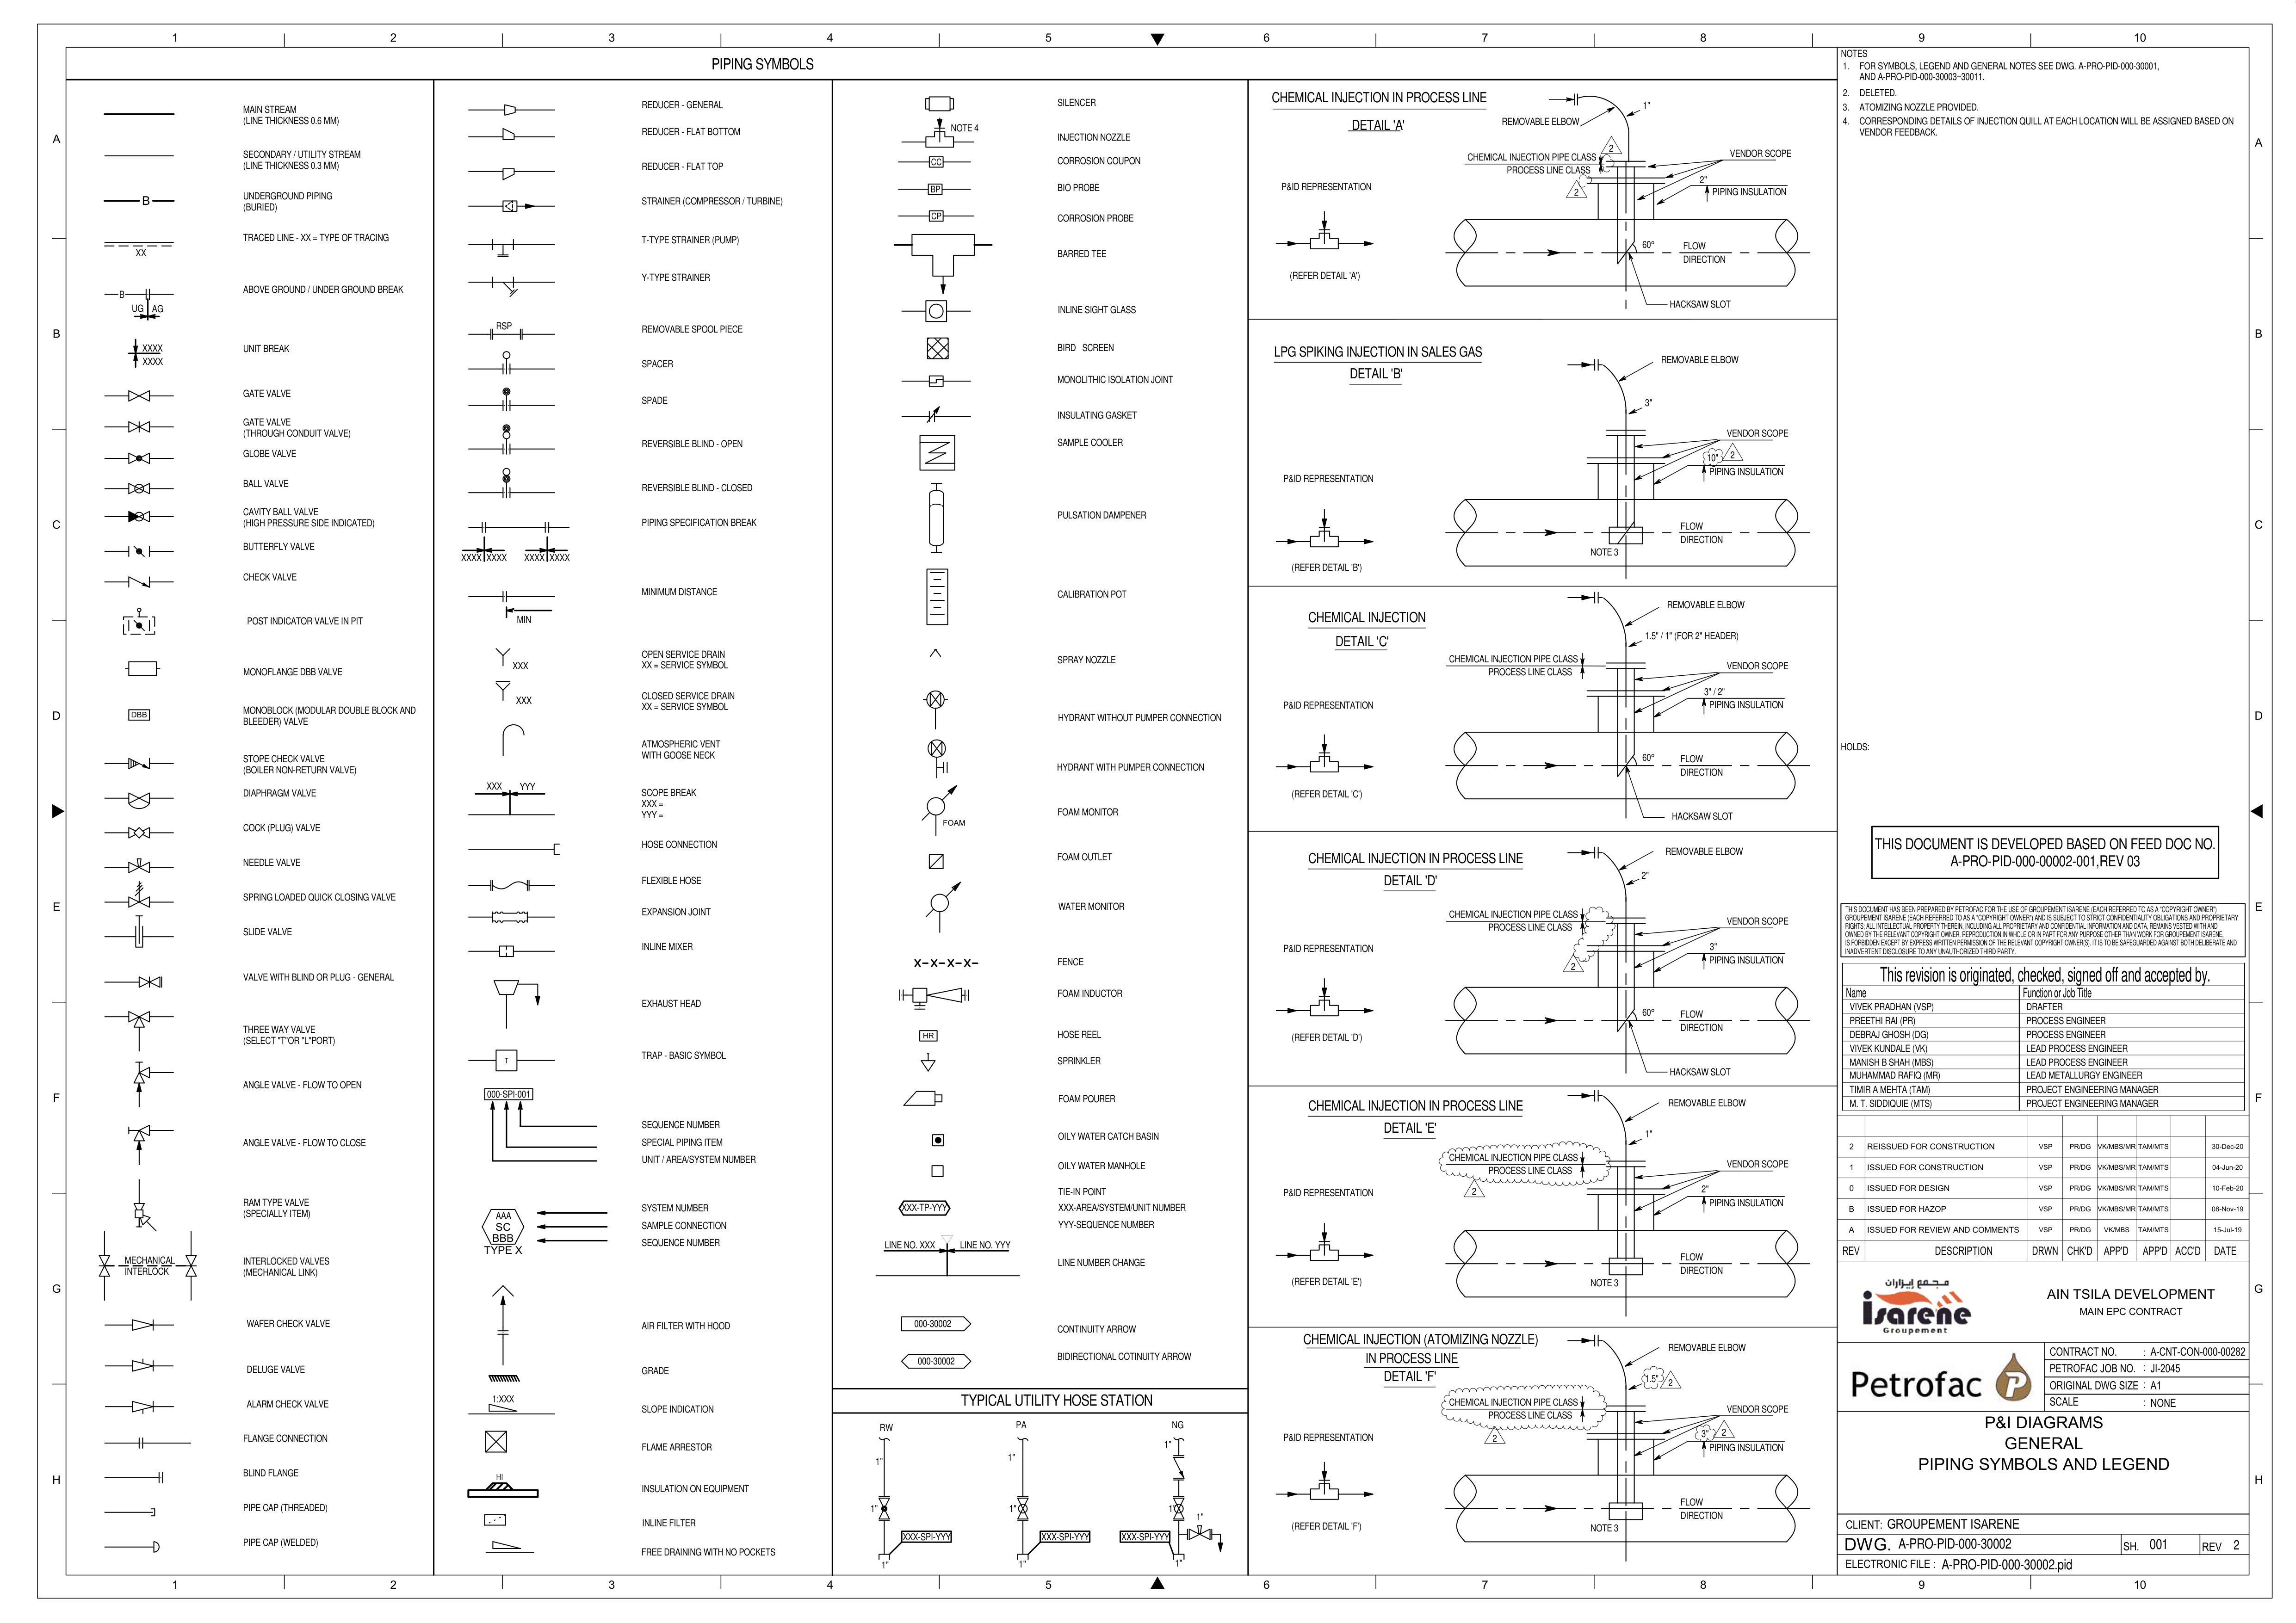 1 2 3 4 5 6 7 8 9 10
A
B
C
D
E
F
G
H
PIPING SYMBOLS
MAIN STREAM
(LINE THICKNESS 0.6 MM)
SECONDARY / UTILITY STREAM
(LINE THICKNESS 0.3 MM)
B
UNDERGROUND PIPING
(BURIED)
XX
TRACED LINE - XX = TYPE OF TRACING
B
UG AG
ABOVE GROUND / UNDER GROUND BREAK
XXXX
XXXX
UNIT BREAK
GATE VALVE
GATE VALVE
(THROUGH CONDUIT VALVE)
GLOBE VALVE
BALL VALVE
CAVITY BALL VALVE
(HIGH PRESSURE SIDE INDICATED)
BUTTERFLY VALVE
CHECK VALVE
POST INDICATOR VALVE IN PIT
MONOFLANGE DBB VALVE
DBB
MONOBLOCK (MODULAR DOUBLE BLOCK AND
BLEEDER) VALVE
STOPE CHECK VALVE
(BOILER NON-RETURN VALVE)
DIAPHRAGM VALVE
COCK (PLUG) VALVE
NEEDLE VALVE
SPRING LOADED QUICK CLOSING VALVE
SLIDE VALVE
VALVE WITH BLIND OR PLUG - GENERAL
THREE WAY VALVE
(SELECT "T"OR "L"PORT)
ANGLE VALVE - FLOW TO OPEN
ANGLE VALVE - FLOW TO CLOSE
RAM TYPE VALVE
(SPECIALLY ITEM)
MECHANICAL
INTERLOCK
INTERLOCKED VALVES
(MECHANICAL LINK)
WAFER CHECK VALVE
DELUGE VALVE
ALARM CHECK VALVE
FLANGE CONNECTION
BLIND FLANGE
PIPE CAP (THREADED)
PIPE CAP (WELDED)
REDUCER - GENERAL
REDUCER - FLAT BOTTOM
REDUCER - FLAT TOP
STRAINER (COMPRESSOR / TURBINE)
T-TYPE STRAINER (PUMP)
Y-TYPE STRAINER
RSP
REMOVABLE SPOOL PIECE
SPACER
SPADE
REVERSIBLE BLIND - OPEN
REVERSIBLE BLIND - CLOSED
PIPING SPECIFICATION BREAK
XXXX XXXX XXXX XXXX
MINIMUM DISTANCE
MIN
XXX
OPEN SERVICE DRAIN
XX = SERVICE SYMBOL
XXX
CLOSED SERVICE DRAIN
XX = SERVICE SYMBOL
ATMOSPHERIC VENT
WITH GOOSE NECK
XXX YYY
SCOPE BREAK
XXX =
YYY =
HOSE CONNECTION
FLEXIBLE HOSE
EXPANSION JOINT
INLINE MIXER
EXHAUST HEAD
T
TRAP - BASIC SYMBOL
000-SPI-001
SEQUENCE NUMBER
SPECIAL PIPING ITEM
UNIT / AREA/SYSTEM NUMBER
AAA
SC
BBB
TYPE X
SYSTEM NUMBER
SAMPLE CONNECTION
SEQUENCE NUMBER
AIR FILTER WITH HOOD
GRADE
1:XXX
SLOPE INDICATION
FLAME ARRESTOR
HI
INSULATION ON EQUIPMENT
INLINE FILTER
FREE DRAINING WITH NO POCKETS
SILENCER
NOTE 4
INJECTION NOZZLE
CC
CORROSION COUPON
BP
BIO PROBE
CP
CORROSION PROBE
BARRED TEE
INLINE SIGHT GLASS
BIRD SCREEN
MONOLITHIC ISOLATION JOINT
INSULATING GASKET
SAMPLE COOLER
PULSATION DAMPENER
CALIBRATION POT
SPRAY NOZZLE
HYDRANT WITHOUT PUMPER CONNECTION
HYDRANT WITH PUMPER CONNECTION
FOAM
FOAM MONITOR
FOAM OUTLET
WATER MONITOR
X-X-X-X-
FENCE
FOAM INDUCTOR
HR
HOSE REEL
SPRINKLER
FOAM POURER
OILY WATER CATCH BASIN
OILY WATER MANHOLE
XXX-TP-YYY
TIE-IN POINT
XXX-AREA/SYSTEM/UNIT NUMBER
YYY-SEQUENCE NUMBER
LINE NO. XXX LINE NO. YYY
LINE NUMBER CHANGE
000-30002
CONTINUITY ARROW
000-30002
BIDIRECTIONAL COTINUITY ARROW
TYPICAL UTILITY HOSE STATION
RW PA NG
1" 1" 1"
1" 1" 1"
1"
XXX-SPI-YYY XXX-SPI-YYY XXX-SPI-YYY
1" 1" 1"
CHEMICAL INJECTION IN PROCESS LINE
DETAIL 'A'
REMOVABLE ELBOW
1"
2
CHEMICAL INJECTION PIPE CLASS
PROCESS LINE CLASS
2
VENDOR SCOPE
2"
PIPING INSULATION
P&ID REPRESENTATION
(REFER DETAIL 'A')
60°
FLOW
DIRECTION
HACKSAW SLOT
LPG SPIKING INJECTION IN SALES GAS
DETAIL 'B'
REMOVABLE ELBOW
3"
VENDOR SCOPE
10"
2
PIPING INSULATION
P&ID REPRESENTATION
(REFER DETAIL 'B')
FLOW
DIRECTION
NOTE 3
CHEMICAL INJECTION
DETAIL 'C'
REMOVABLE ELBOW
1.5" / 1" (FOR 2" HEADER)
CHEMICAL INJECTION PIPE CLASS
PROCESS LINE CLASS
VENDOR SCOPE
3" / 2"
PIPING INSULATION
P&ID REPRESENTATION
(REFER DETAIL 'C')
60°
FLOW
DIRECTION
HACKSAW SLOT
CHEMICAL INJECTION IN PROCESS LINE
DETAIL 'D'
REMOVABLE ELBOW
2"
CHEMICAL INJECTION PIPE CLASS
PROCESS LINE CLASS
2
VENDOR SCOPE
3"
PIPING INSULATION
P&ID REPRESENTATION
(REFER DETAIL 'D')
60°
FLOW
DIRECTION
HACKSAW SLOT
CHEMICAL INJECTION IN PROCESS LINE
DETAIL 'E'
REMOVABLE ELBOW
1"
CHEMICAL INJECTION PIPE CLASS
PROCESS LINE CLASS
2
VENDOR SCOPE
2"
PIPING INSULATION
P&ID REPRESENTATION
(REFER DETAIL 'E')
FLOW
DIRECTION
NOTE 3
CHEMICAL INJECTION (ATOMIZING NOZZLE)
IN PROCESS LINE
DETAIL 'F'
REMOVABLE ELBOW
1.5"
2
CHEMICAL INJECTION PIPE CLASS
PROCESS LINE CLASS
2
VENDOR SCOPE
3"
2
PIPING INSULATION
P&ID REPRESENTATION
(REFER DETAIL 'F')
FLOW
DIRECTION
NOTE 3
NOTES
1. FOR SYMBOLS, LEGEND AND GENERAL NOTES SEE DWG. A-PRO-PID-000-30001,
AND A-PRO-PID-000-30003~30011.
2. DELETED.
3. ATOMIZING NOZZLE PROVIDED.
4. CORRESPONDING DETAILS OF INJECTION QUILL AT EACH LOCATION WILL BE ASSIGNED BASED ON
VENDOR FEEDBACK.
HOLDS:
THIS DOCUMENT IS DEVELOPED BASED ON FEED DOC NO.
A-PRO-PID-000-00002-001,REV 03
THIS DOCUMENT HAS BEEN PREPARED BY PETROFAC FOR THE USE OF GROUPEMENT ISARENE (EACH REFERRED TO AS A "COPYRIGHT OWNER")
GROUPEMENT ISARENE (EACH REFERRED TO AS A "COPYRIGHT OWNER") AND IS SUBJECT TO STRICT CONFIDENTIALITY OBLIGATIONS AND PROPRIETARY
RIGHTS; ALL INTELLECTUAL PROPERTY THEREIN, INCLUDING ALL PROPRIETARY AND CONFIDENTIAL INFORMATION AND DATA, REMAINS VESTED WITH AND
OWNED BY THE RELEVANT COPYRIGHT OWNER. REPRODUCTION IN WHOLE OR IN PART FOR ANY PURPOSE OTHER THAN WORK FOR GROUPEMENT ISARENE,
IS FORBIDDEN EXCEPT BY EXPRESS WRITTEN PERMISSION OF THE RELEVANT COPYRIGHT OWNER(S). IT IS TO BE SAFEGUARDED AGAINST BOTH DELIBERATE AND
INADVERTENT DISCLOSURE TO ANY UNAUTHORIZED THIRD PARTY.
This revision is originated, checked, signed off and accepted by.
Name Function or Job Title
VIVEK PRADHAN (VSP) DRAFTER
PREETHI RAI (PR) PROCESS ENGINEER
DEBRAJ GHOSH (DG) PROCESS ENGINEER
VIVEK KUNDALE (VK) LEAD PROCESS ENGINEER
MANISH B SHAH (MBS) LEAD PROCESS ENGINEER
MUHAMMAD RAFIQ (MR) LEAD METALLURGY ENGINEER
TIMIR A MEHTA (TAM) PROJECT ENGINEERING MANAGER
M. T. SIDDIQUIE (MTS) PROJECT ENGINEERING MANAGER
2 REISSUED FOR CONSTRUCTION VSP PR/DG VK/MBS/MR TAM/MTS 30-Dec-20
1 ISSUED FOR CONSTRUCTION VSP PR/DG VK/MBS/MR TAM/MTS 04-Jun-20
0 ISSUED FOR DESIGN VSP PR/DG VK/MBS/MR TAM/MTS 10-Feb-20
B ISSUED FOR HAZOP VSP PR/DG VK/MBS/MR TAM/MTS 08-Nov-19
A ISSUED FOR REVIEW AND COMMENTS VSP PR/DG VK/MBS TAM/MTS 15-Jul-19
REV DESCRIPTION DRWN CHK'D APP'D APP'D ACC'D DATE
مجمع إيزاران
isarene
Groupement
AIN TSILA DEVELOPMENT
MAIN EPC CONTRACT
Petrofac
CONTRACT NO. : A-CNT-CON-000-00282
PETROFAC JOB NO. : JI-2045
ORIGINAL DWG SIZE : A1
SCALE : NONE
P&I DIAGRAMS
GENERAL
PIPING SYMBOLS AND LEGEND
CLIENT: GROUPEMENT ISARENE
DWG. A-PRO-PID-000-30002 SH. 001 REV 2
ELECTRONIC FILE : A-PRO-PID-000-30002.pid
A
B
C
D
E
F
G
H
1 2 3 4 5 6 7 8 9 10